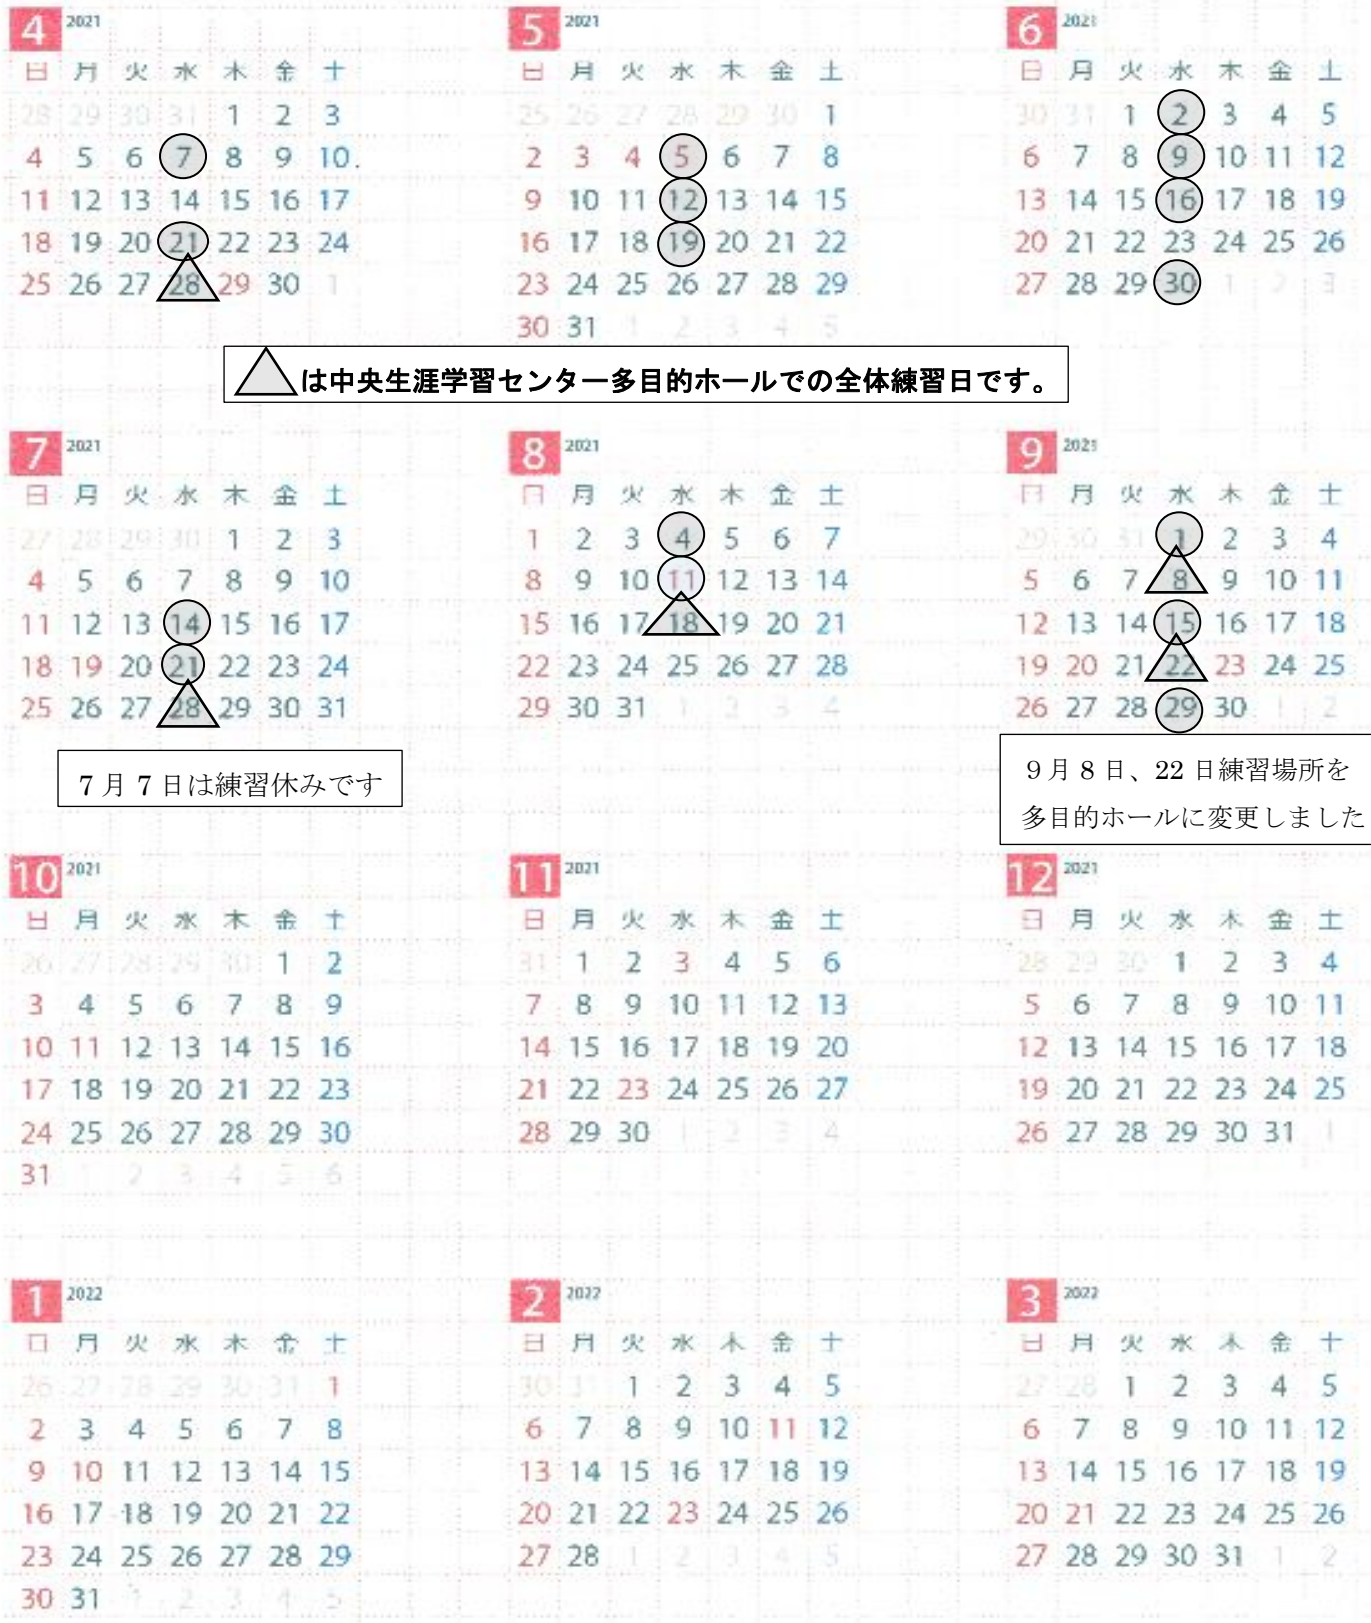 4 2021
日 月 火 水 木 金 土
28 29 30 31 1 2 3
4 5 6 7 8 9 10
11 12 13 14 15 16 17
18 19 20 21 22 23 24
25 26 27 28 29 30 1
5 2021
日 月 火 水 木 金 土
25 26 27 28 29 30 1
2 3 4 5 6 7 8
9 10 11 12 13 14 15
16 17 18 19 20 21 22
23 24 25 26 27 28 29
30 31 1 2 3 4 5
6 2021
日 月 火 水 木 金 土
30 31 1 2 3 4 5
6 7 8 9 10 11 12
13 14 15 16 17 18 19
20 21 22 23 24 25 26
27 28 29 30 1 2 3
は中央生涯学習センター多目的ホールでの全体練習日です。
7 2021
日 月 火 水 木 金 土
27 28 29 30 1 2 3
4 5 6 7 8 9 10
11 12 13 14 15 16 17
18 19 20 21 22 23 24
25 26 27 28 29 30 31
7月7日は練習休みです
8 2021
日 月 火 水 木 金 土
1 2 3 4 5 6 7
8 9 10 11 12 13 14
15 16 17 18 19 20 21
22 23 24 25 26 27 28
29 30 31 1 2 3 4
9 2021
日 月 火 水 木 金 土
29 30 31 1 2 3 4
5 6 7 8 9 10 11
12 13 14 15 16 17 18
19 20 21 22 23 24 25
26 27 28 29 30 1 2
9月8日、22日練習場所を
多目的ホールに変更しました
10 2021
日 月 火 水 木 金 土
26 27 28 29 30 1 2
3 4 5 6 7 8 9
10 11 12 13 14 15 16
17 18 19 20 21 22 23
24 25 26 27 28 29 30
31 1 2 3 4 5 6
11 2021
日 月 火 水 木 金 土
31 1 2 3 4 5 6
7 8 9 10 11 12 13
14 15 16 17 18 19 20
21 22 23 24 25 26 27
28 29 30 1 2 3 4
12 2021
日 月 火 水 木 金 土
28 29 30 1 2 3 4
5 6 7 8 9 10 11
12 13 14 15 16 17 18
19 20 21 22 23 24 25
26 27 28 29 30 31 1
1 2022
日 月 火 水 木 金 土
26 27 28 29 30 31 1
2 3 4 5 6 7 8
9 10 11 12 13 14 15
16 17 18 19 20 21 22
23 24 25 26 27 28 29
30 31 1 2 3 4 5
2 2022
日 月 火 水 木 金 土
30 31 1 2 3 4 5
6 7 8 9 10 11 12
13 14 15 16 17 18 19
20 21 22 23 24 25 26
27 28 1 2 3 4 5
3 2022
日 月 火 水 木 金 土
27 28 1 2 3 4 5
6 7 8 9 10 11 12
13 14 15 16 17 18 19
20 21 22 23 24 25 26
27 28 29 30 31 1 2